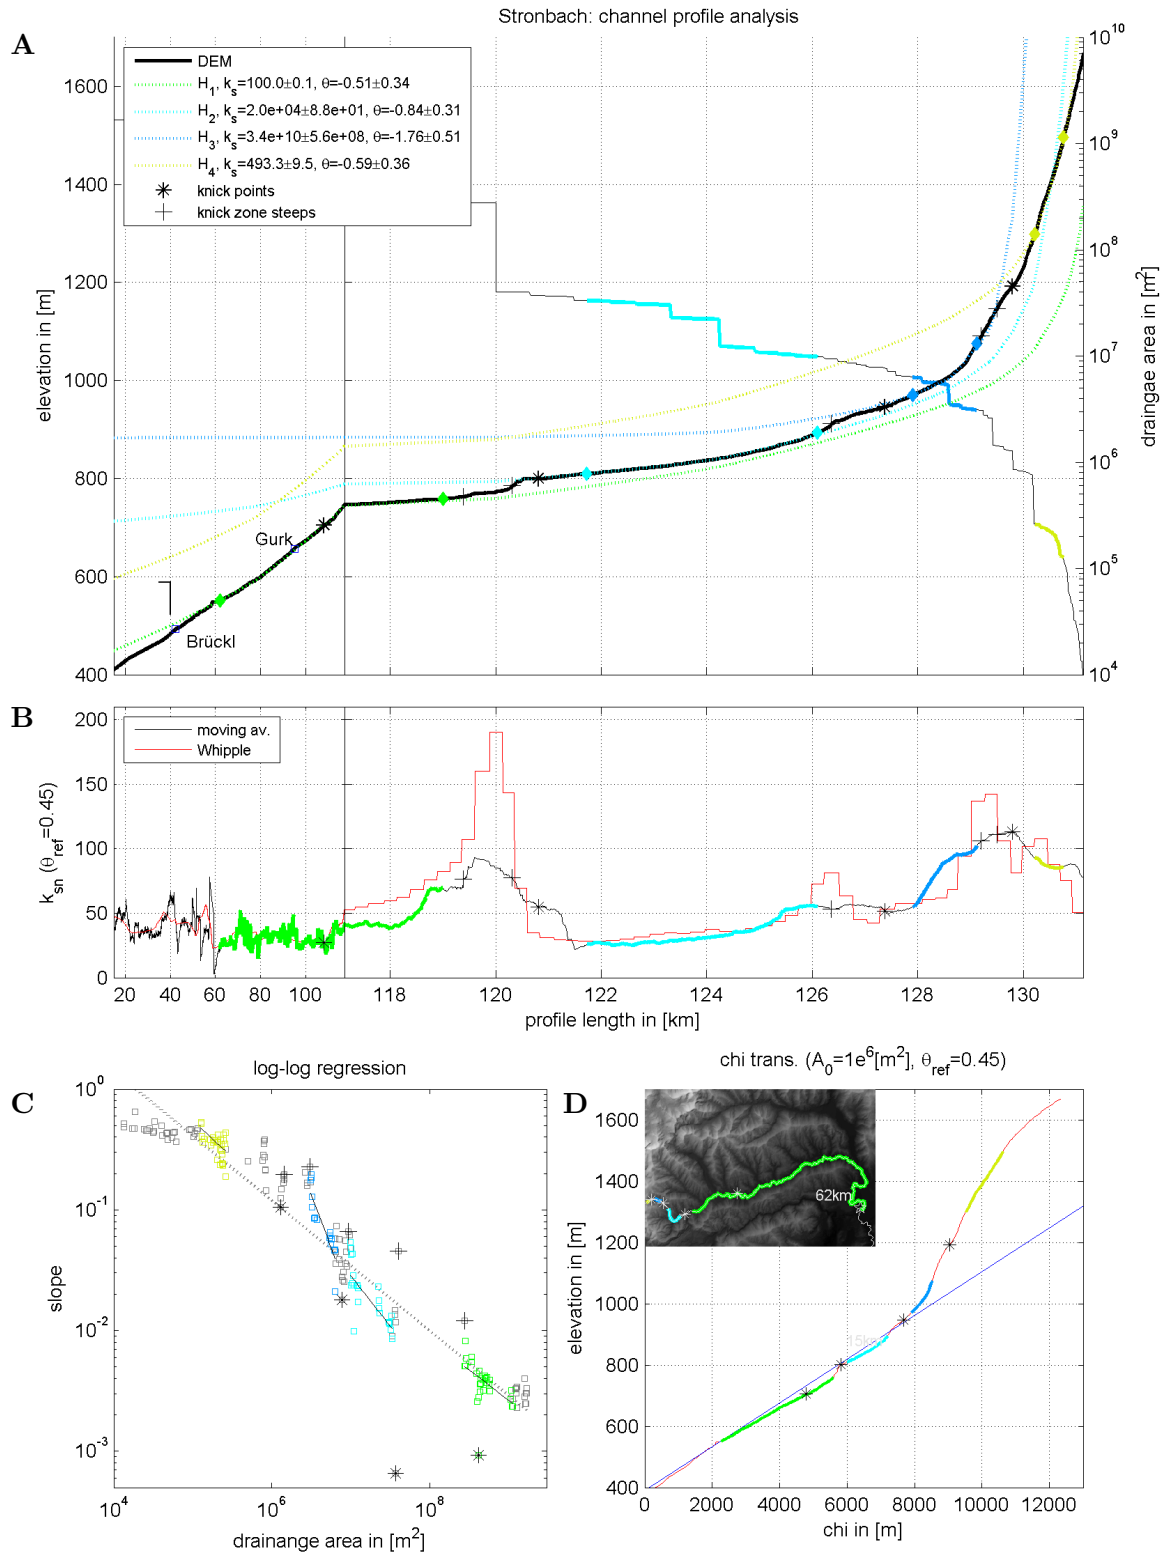 Stronbach: channel profile analysis
A
DEM
H1, ks=100.0±0.1, θ=-0.51±0.34
H2, ks=2.0e+04±8.8e+01, θ=-0.84±0.31
H3, ks=3.4e+10±5.6e+08, θ=-1.76±0.51
H4, ks=493.3±9.5, θ=-0.59±0.36
knick points
knick zone steeps
1600
1400
1200
1000
800
600
400
elevation in [m]
10^10
10^9
10^8
10^7
10^6
10^5
10^4
draingae area in [m^2]
Gurk
Brückl
B
moving av.
Whipple
200
150
100
50
0
ksn (θref=0.45)
20 40 60 80 100 118 120 122 124 126 128 130
profile length in [km]
C
log-log regression
10^0
10^-1
10^-2
10^-3
slope
10^4 10^6 10^8
drainange area in [m^2]
D
chi trans. (A0=1e^6[m^2], θref=0.45)
1600
1400
1200
1000
800
600
400
elevation in [m]
62km
15km
0 2000 4000 6000 8000 10000 12000
chi in [m]